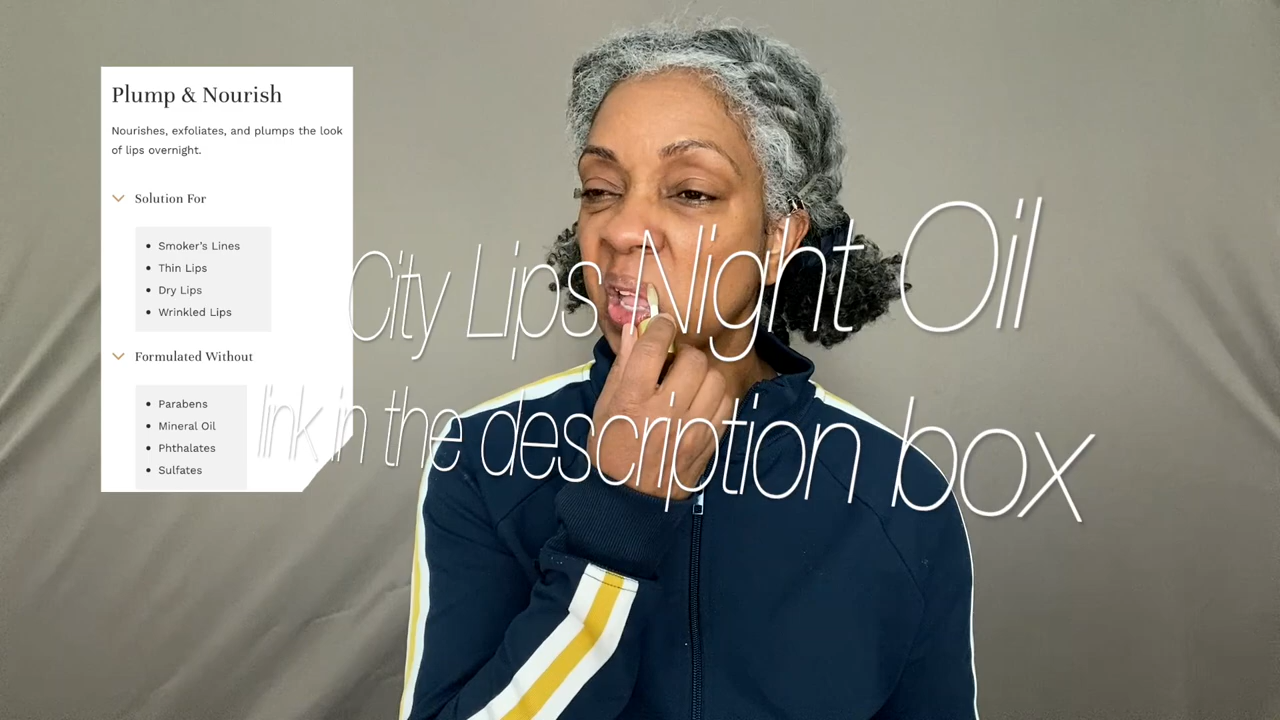 Plump & Nourish
Nourishes, exfoliates, and plumps the look
of lips overnight.
Solution For
Smoker's Lines
Thin Lips
Dry Lips
Wrinkled Lips
Formulated Without
Parabens
Mineral Oil
Phthalates
Sulfates
City Lips Night Oil
link in the description box